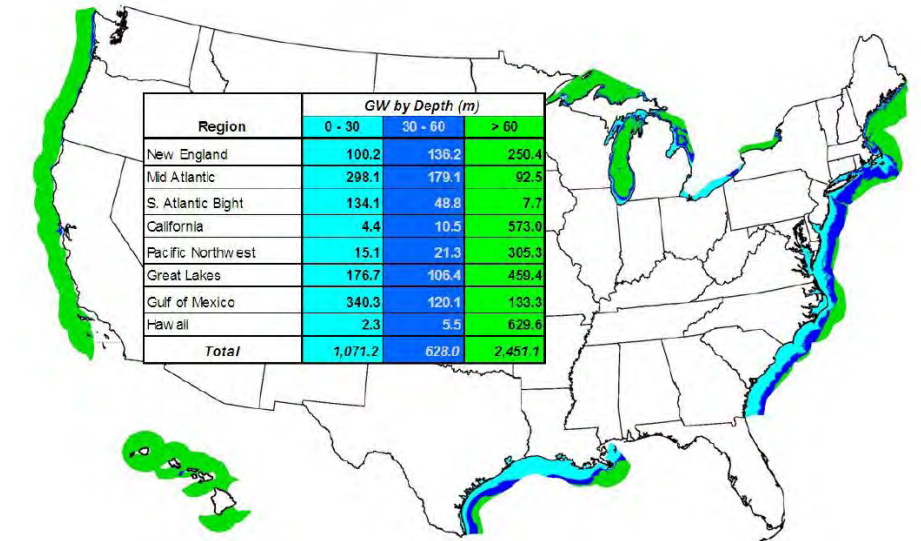 GW by Depth (m)
Region 0 - 30 30 - 60 > 60
New England 100.2 136.2 250.4
Mid Atlantic 298.1 179.1 92.5
S. Atlantic Bight 134.1 48.8 7.7
California 4.4 10.5 573.0
Pacific Northwest 15.1 21.3 305.3
Great Lakes 176.7 106.4 459.4
Gulf of Mexico 340.3 120.1 133.3
Hawaii 2.3 5.5 629.6
Total 1,071.2 628.0 2,451.1